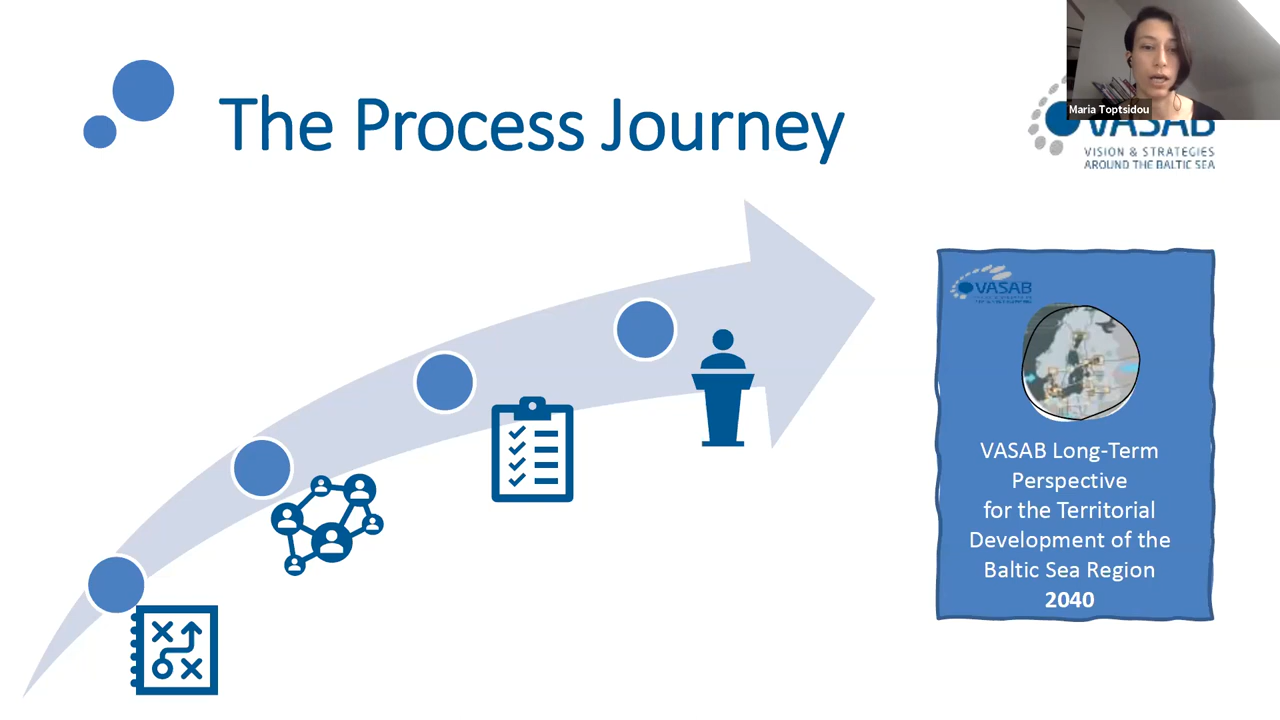 The Process Journey
Maria Toptsidou
VASAB
VISION & STRATEGIES
AROUND THE BALTIC SEA
VASAB
VASAB Long-Term
Perspective
for the Territorial
Development of the
Baltic Sea Region
2040